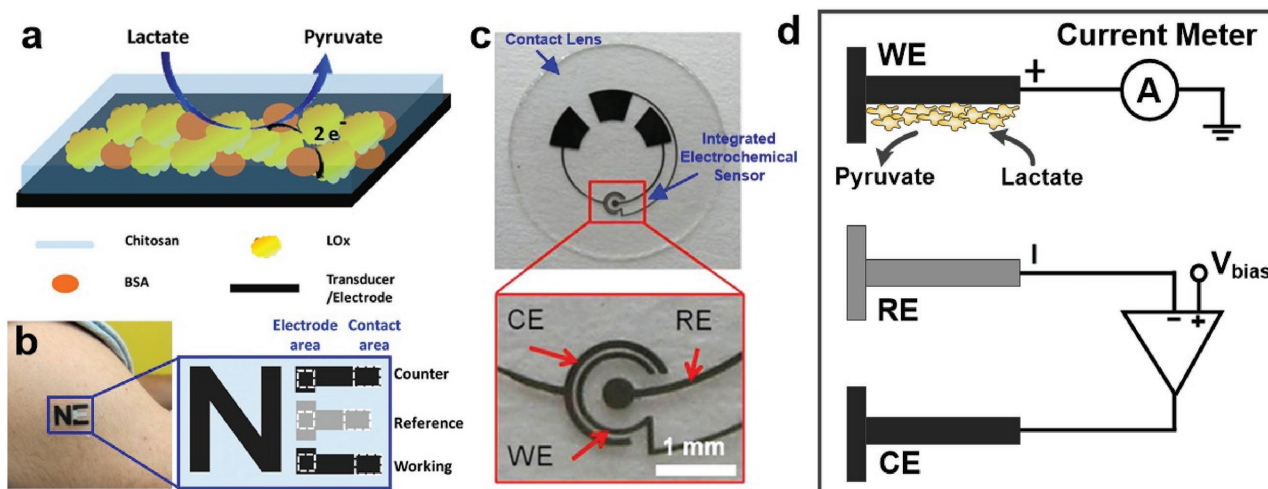 a
Lactate
Pyruvate
2 e-
Chitosan
LOx
BSA
Transducer
/Electrode
b
NE
N
Electrode
area
Contact
area
Counter
Reference
Working
c
Contact Lens
Integrated
Electrochemical
Sensor
CE
RE
WE
1 mm
d
Current Meter
WE
+
A
Pyruvate
Lactate
RE
I
Vbias
- +
CE